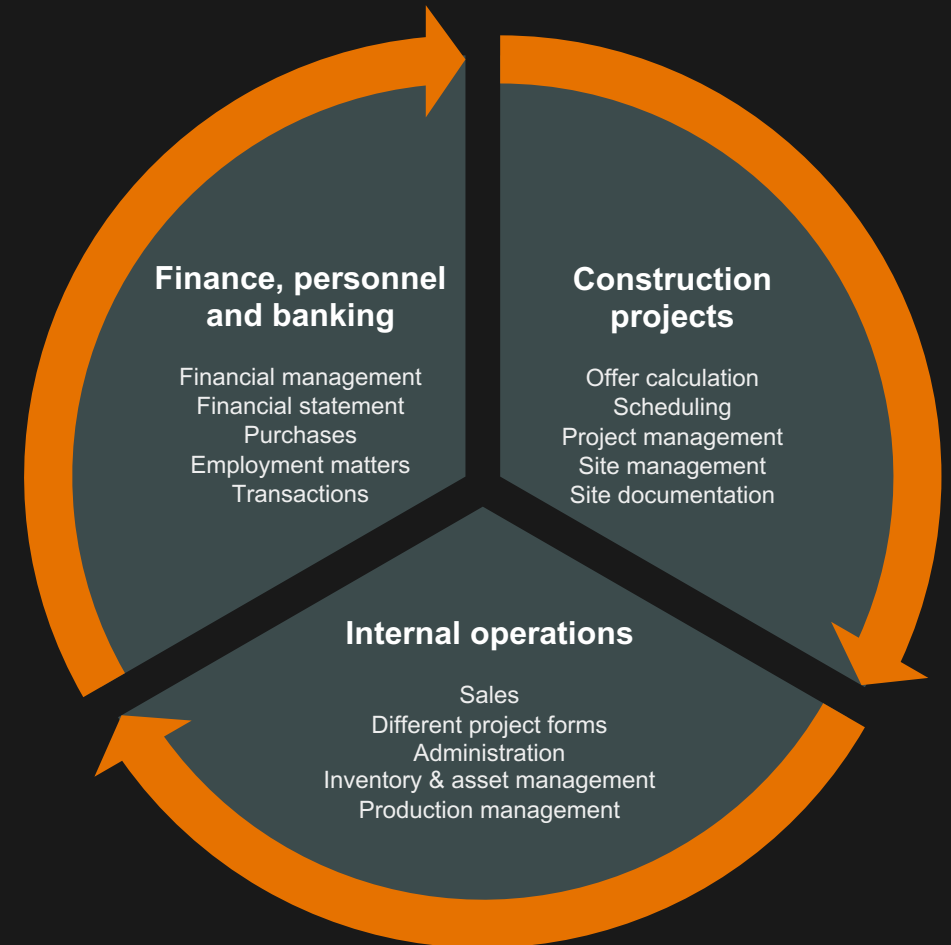 Finance, personnel
and banking
Financial management
Financial statement
Purchases
Employment matters
Transactions
Construction
projects
Offer calculation
Scheduling
Project management
Site management
Site documentation
Internal operations
Sales
Different project forms
Administration
Inventory & asset management
Production management